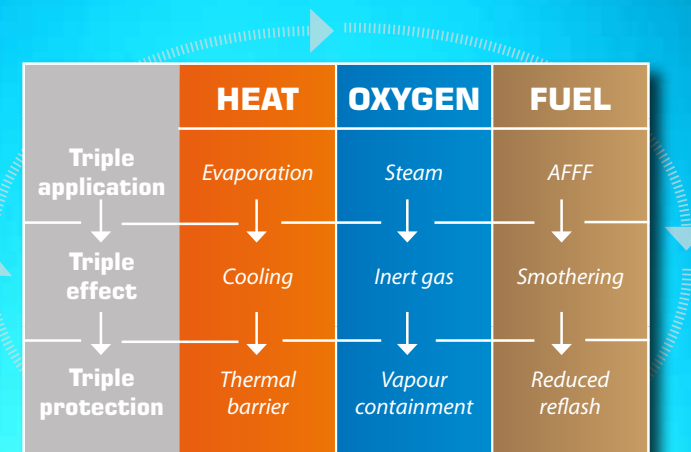 HEAT OXYGEN FUEL
Triple
application
Evaporation
Steam
AFFF
Triple
effect
Cooling
Inert gas
Smothering
Triple
protection
Thermal
barrier
Vapour
containment
Reduced
reflash